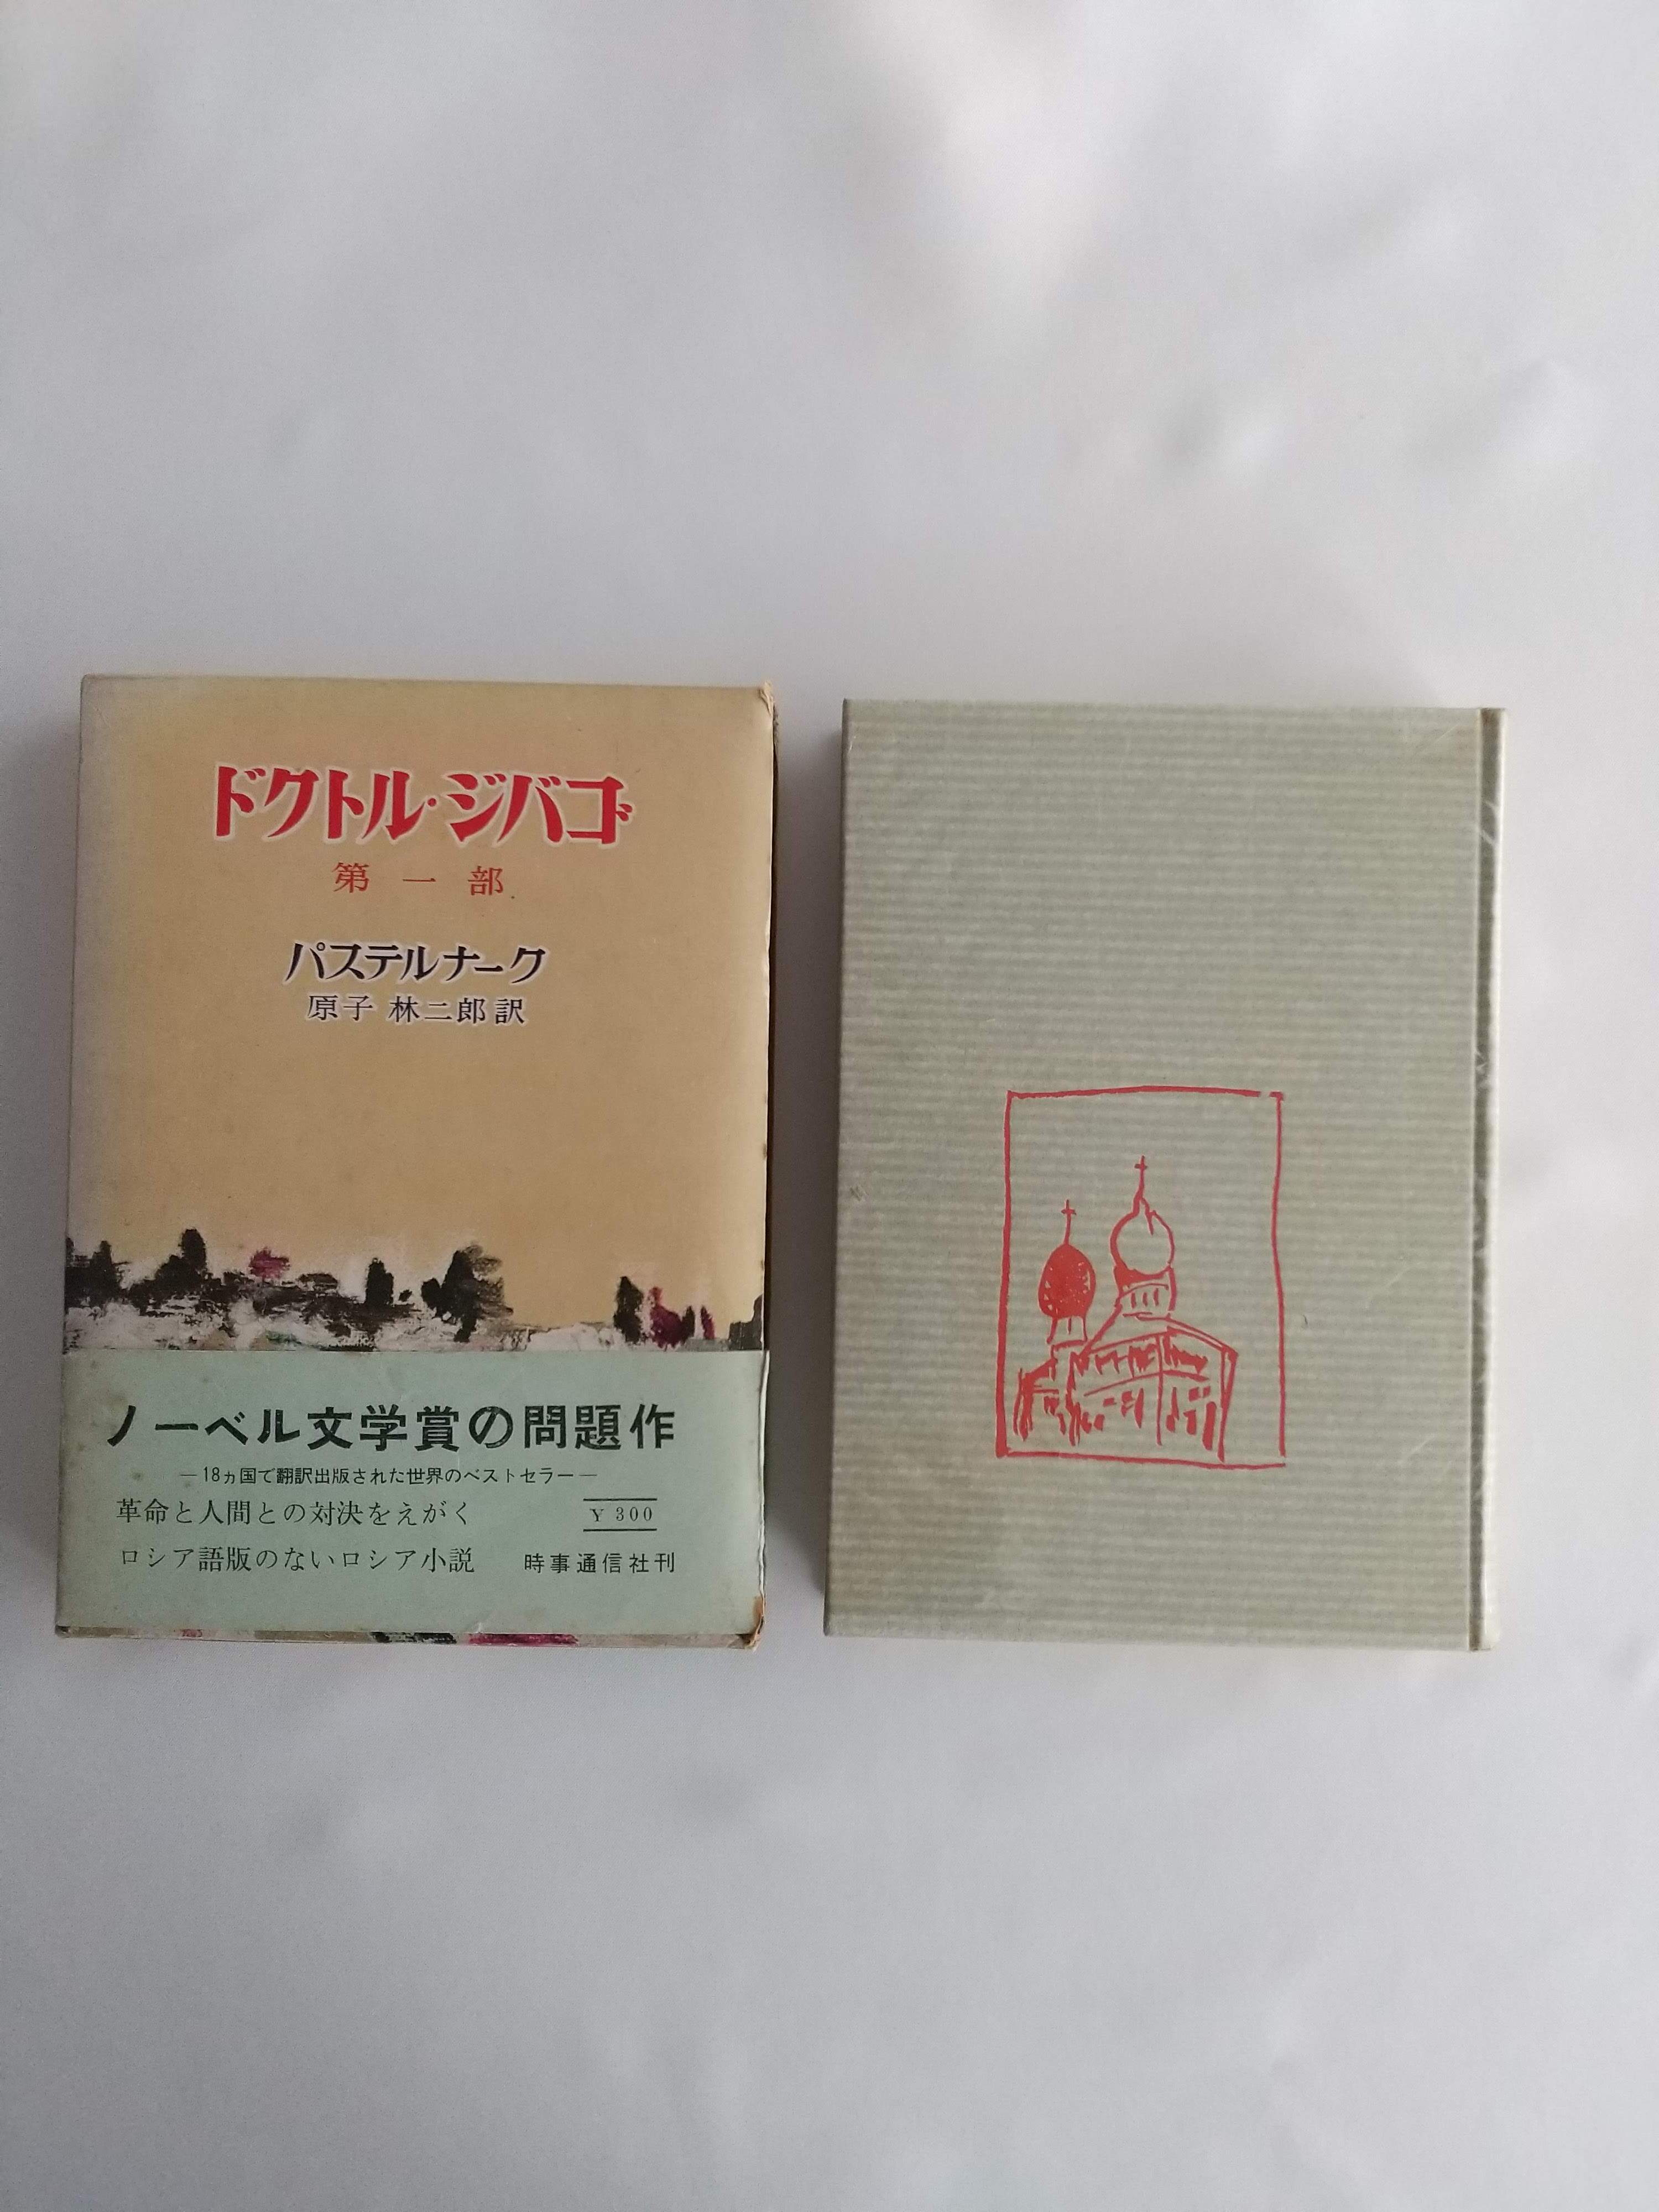 ドクトル・ジバゴ
第一部
パステルナーク
原子 林二郎 訳
ノーベル文学賞の問題作
―18ヵ国で翻訳出版された世界のベストセラー―
革命と人間との対決をえがく
¥ 300
ロシア語版のないロシア小説
時事通信社刊